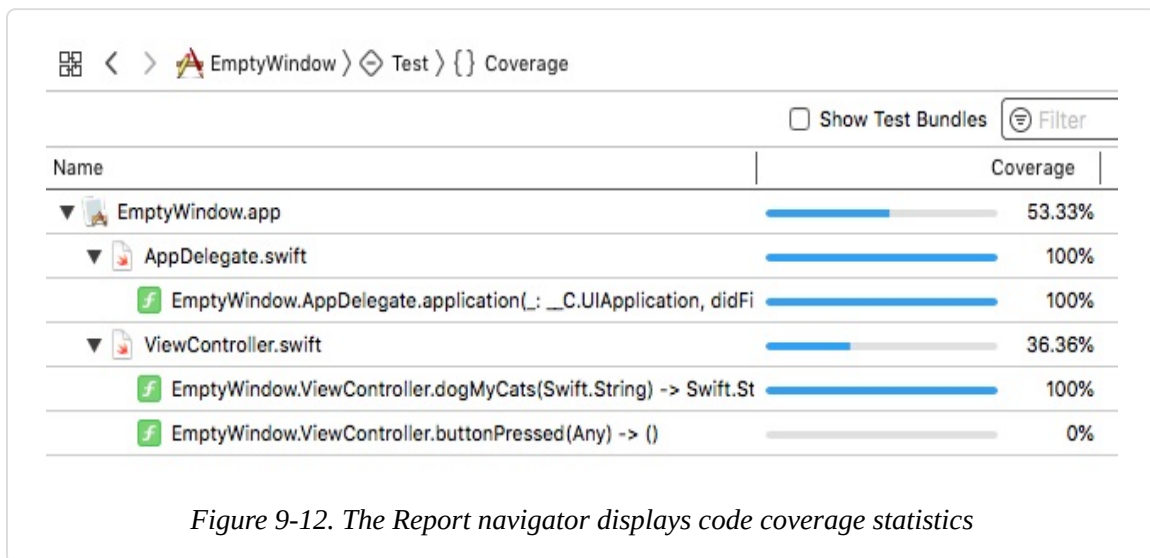 EmptyWindow 〉 Test 〉 {} Coverage
Show Test Bundles Filter
Name Coverage
EmptyWindow.app 53.33%
AppDelegate.swift 100%
EmptyWindow.AppDelegate.application(_: __C.UIApplication, didFi 100%
ViewController.swift 36.36%
EmptyWindow.ViewController.dogMyCats(Swift.String) -> Swift.St 100%
EmptyWindow.ViewController.buttonPressed(Any) -> () 0%
Figure 9-12. The Report navigator displays code coverage statistics